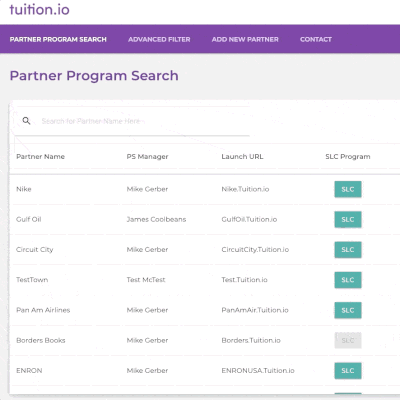 tuition.io
PARTNER PROGRAM SEARCH ADVANCED FILTER ADD NEW PARTNER CONTACT
Partner Program Search
Search for Partner Name Here
Partner Name PS Manager Launch URL SLC Program
Nike Mike Gerber Nike.Tuition.io SLC
Gulf Oil James Coolbeans GulfOil.Tuition.io SLC
Circuit City Mike Gerber CircuitCity.Tuition.io SLC
TestTown Test McTest Test.Tuition.io SLC
Pan Am Airlines Mike Gerber PanAmAir.Tuition.io SLC
Borders Books Mike Gerber Borders.Tuition.io SLC
ENRON Mike Gerber ENRONUSA.Tuition.io SLC